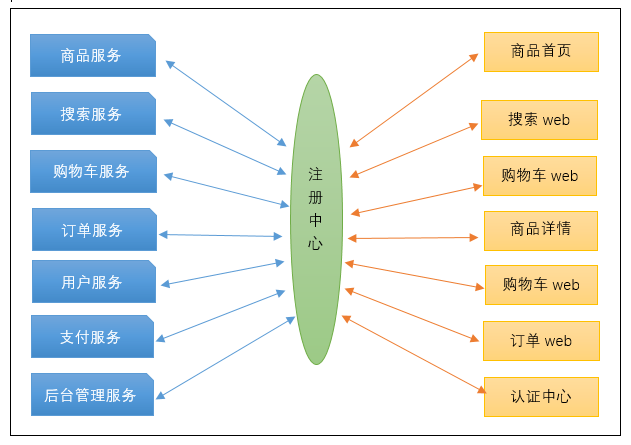 商品服务
搜索服务
购物车服务
订单服务
用户服务
支付服务
后台管理服务
注
册
中
心
商品首页
搜索 web
购物车 web
商品详情
购物车 web
订单 web
认证中心